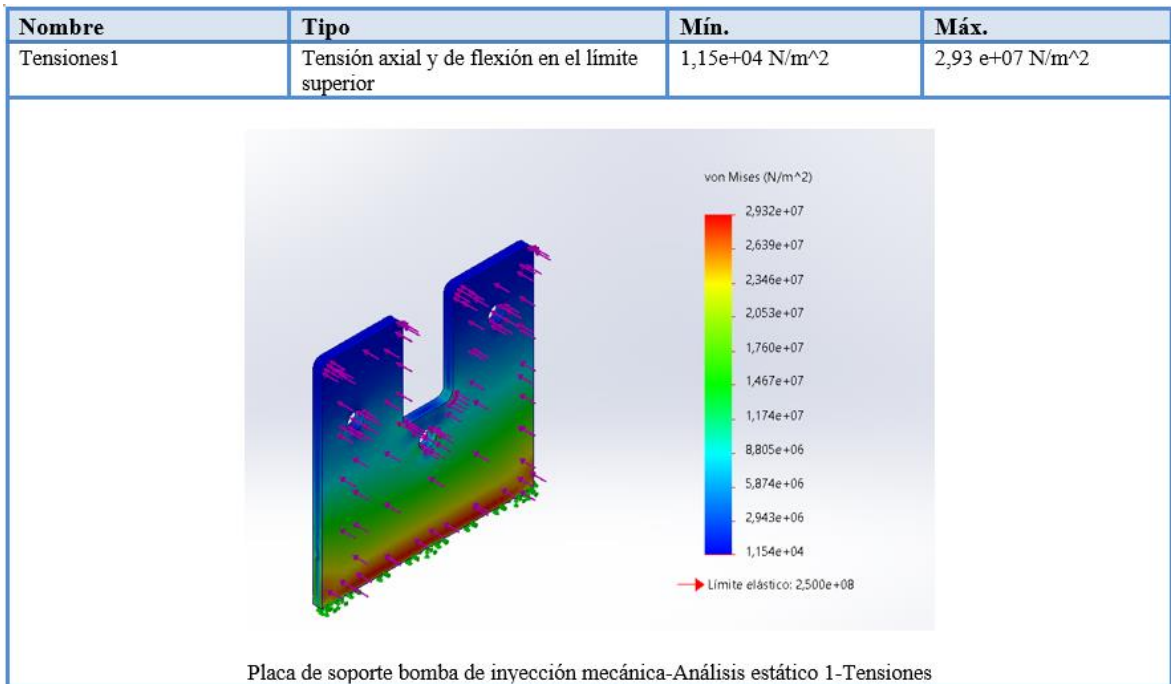 Nombre Tipo Mín. Máx.
Tensiones1 Tensión axial y de flexión en el límite 1,15e+04 N/m^2 2,93 e+07 N/m^2
superior
von Mises (N/m^2)
2,932e+07
2,639e+07
2,346e+07
2,053e+07
1,760e+07
1,467e+07
1,174e+07
8,805e+06
5,874e+06
2,943e+06
1,154e+04
Límite elástico: 2,500e+08
Placa de soporte bomba de inyección mecánica-Análisis estático 1-Tensiones